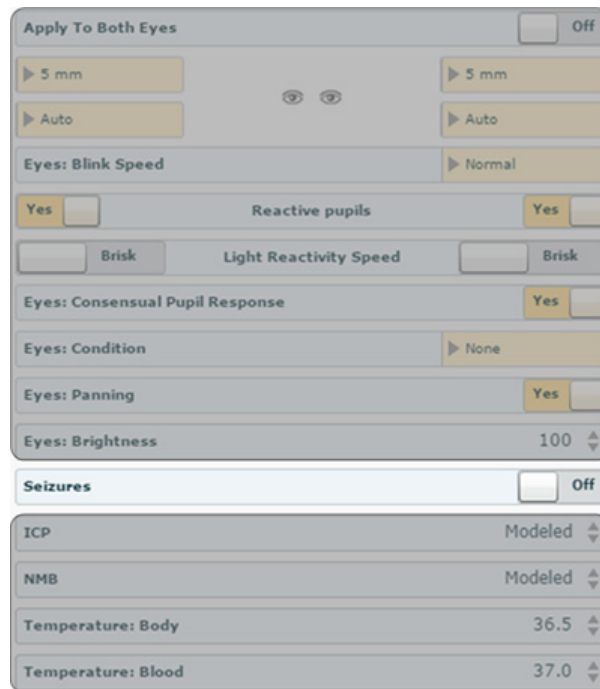 Apply To Both Eyes Off
5 mm 5 mm
Auto Auto
Eyes: Blink Speed Normal
Yes Reactive pupils Yes
Brisk Light Reactivity Speed Brisk
Eyes: Consensual Pupil Response Yes
Eyes: Condition None
Eyes: Panning Yes
Eyes: Brightness 100
Seizures Off
ICP Modeled
NMB Modeled
Temperature: Body 36.5
Temperature: Blood 37.0